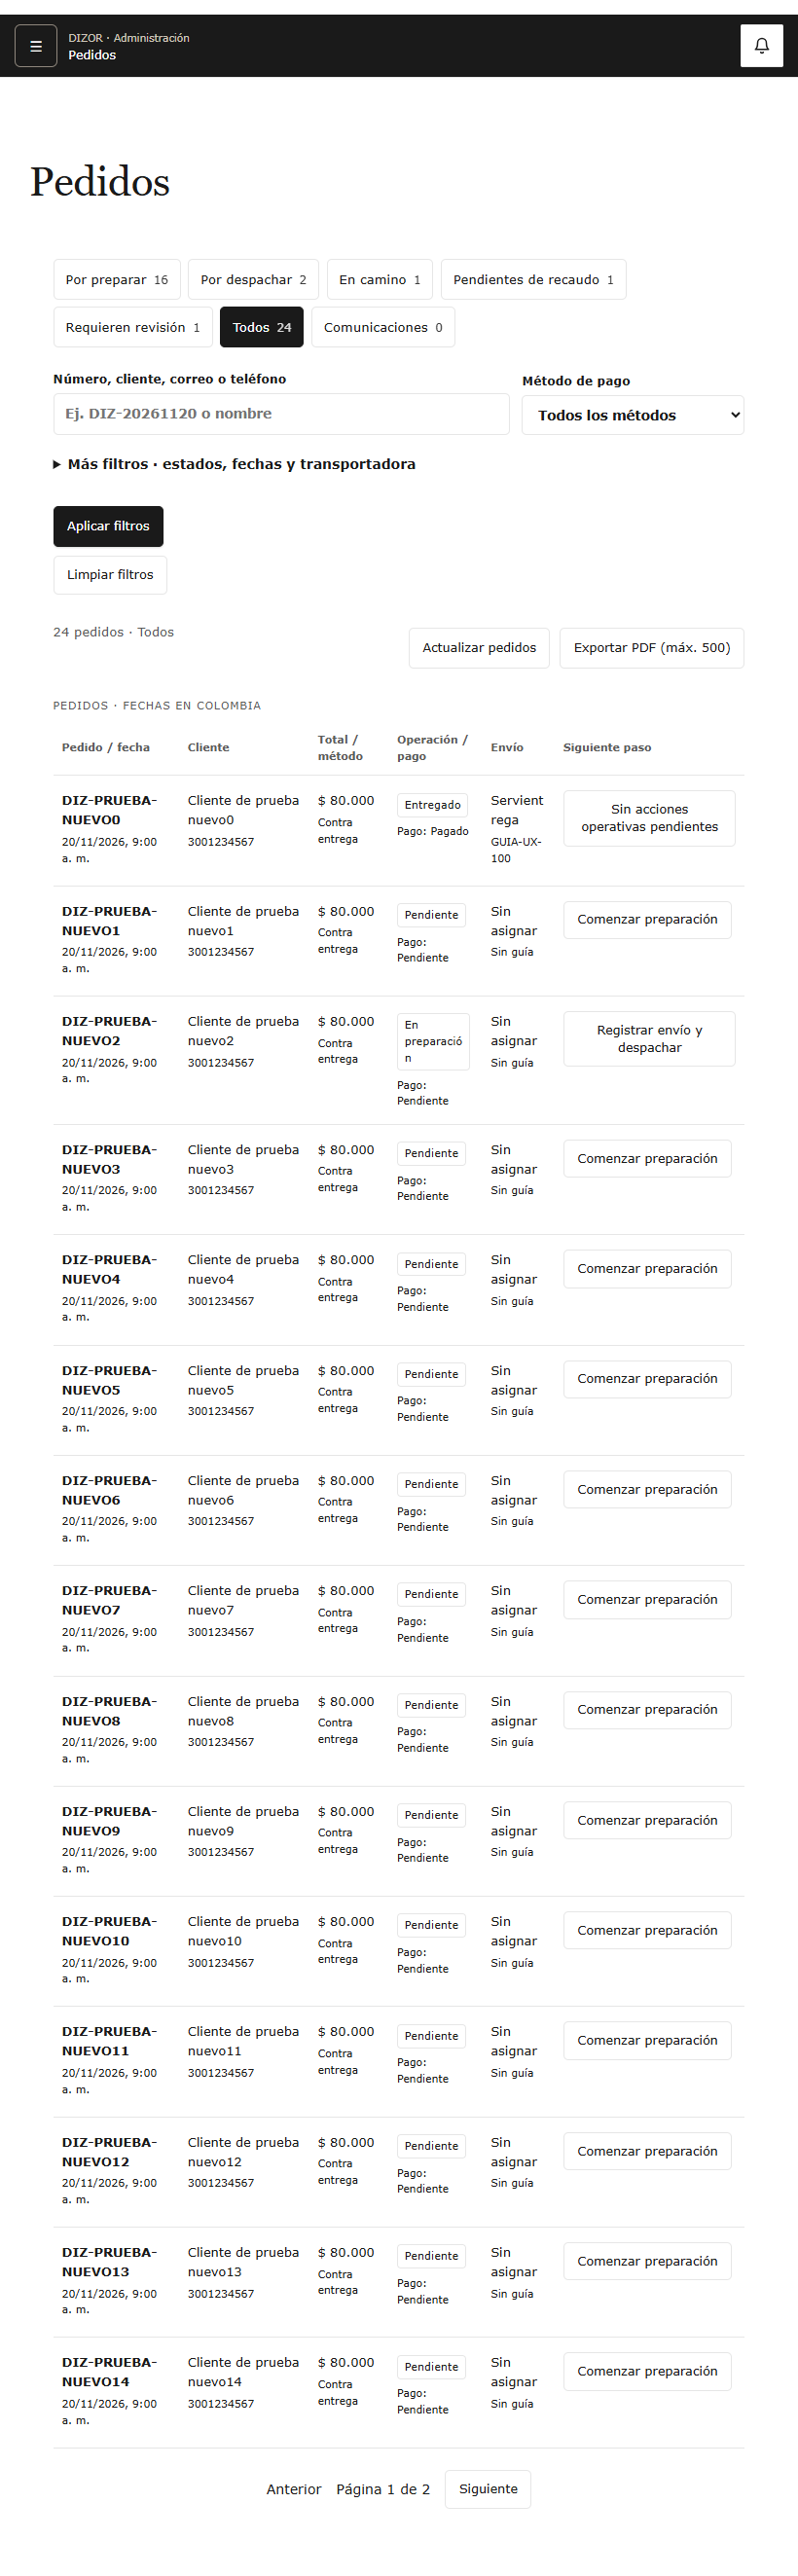 ☰
DIZOR · Administración
Pedidos
Pedidos
Por preparar 16
Por despachar 2
En camino 1
Pendientes de recaudo 1
Requieren revisión 1
Todos 24
Comunicaciones 0
Número, cliente, correo o teléfono
Ej. DIZ-20261120 o nombre
Método de pago
Todos los métodos
▶ Más filtros · estados, fechas y transportadora
Aplicar filtros
Limpiar filtros
24 pedidos · Todos
Actualizar pedidos
Exportar PDF (máx. 500)
PEDIDOS · FECHAS EN COLOMBIA
Pedido / fecha
Cliente
Total /
método
Operación /
pago
Envío
Siguiente paso
DIZ-PRUEBA-
NUEVO0
20/11/2026, 9:00
a. m.
Cliente de prueba
nuevo0
3001234567
$ 80.000
Contra
entrega
Entregado
Pago: Pagado
Servient
rega
GUIA-UX-
100
Sin acciones
operativas pendientes
DIZ-PRUEBA-
NUEVO1
20/11/2026, 9:00
a. m.
Cliente de prueba
nuevo1
3001234567
$ 80.000
Contra
entrega
Pendiente
Pago:
Pendiente
Sin
asignar
Sin guía
Comenzar preparación
DIZ-PRUEBA-
NUEVO2
20/11/2026, 9:00
a. m.
Cliente de prueba
nuevo2
3001234567
$ 80.000
Contra
entrega
En
preparació
n
Pago:
Pendiente
Sin
asignar
Sin guía
Registrar envío y
despachar
DIZ-PRUEBA-
NUEVO3
20/11/2026, 9:00
a. m.
Cliente de prueba
nuevo3
3001234567
$ 80.000
Contra
entrega
Pendiente
Pago:
Pendiente
Sin
asignar
Sin guía
Comenzar preparación
DIZ-PRUEBA-
NUEVO4
20/11/2026, 9:00
a. m.
Cliente de prueba
nuevo4
3001234567
$ 80.000
Contra
entrega
Pendiente
Pago:
Pendiente
Sin
asignar
Sin guía
Comenzar preparación
DIZ-PRUEBA-
NUEVO5
20/11/2026, 9:00
a. m.
Cliente de prueba
nuevo5
3001234567
$ 80.000
Contra
entrega
Pendiente
Pago:
Pendiente
Sin
asignar
Sin guía
Comenzar preparación
DIZ-PRUEBA-
NUEVO6
20/11/2026, 9:00
a. m.
Cliente de prueba
nuevo6
3001234567
$ 80.000
Contra
entrega
Pendiente
Pago:
Pendiente
Sin
asignar
Sin guía
Comenzar preparación
DIZ-PRUEBA-
NUEVO7
20/11/2026, 9:00
a. m.
Cliente de prueba
nuevo7
3001234567
$ 80.000
Contra
entrega
Pendiente
Pago:
Pendiente
Sin
asignar
Sin guía
Comenzar preparación
DIZ-PRUEBA-
NUEVO8
20/11/2026, 9:00
a. m.
Cliente de prueba
nuevo8
3001234567
$ 80.000
Contra
entrega
Pendiente
Pago:
Pendiente
Sin
asignar
Sin guía
Comenzar preparación
DIZ-PRUEBA-
NUEVO9
20/11/2026, 9:00
a. m.
Cliente de prueba
nuevo9
3001234567
$ 80.000
Contra
entrega
Pendiente
Pago:
Pendiente
Sin
asignar
Sin guía
Comenzar preparación
DIZ-PRUEBA-
NUEVO10
20/11/2026, 9:00
a. m.
Cliente de prueba
nuevo10
3001234567
$ 80.000
Contra
entrega
Pendiente
Pago:
Pendiente
Sin
asignar
Sin guía
Comenzar preparación
DIZ-PRUEBA-
NUEVO11
20/11/2026, 9:00
a. m.
Cliente de prueba
nuevo11
3001234567
$ 80.000
Contra
entrega
Pendiente
Pago:
Pendiente
Sin
asignar
Sin guía
Comenzar preparación
DIZ-PRUEBA-
NUEVO12
20/11/2026, 9:00
a. m.
Cliente de prueba
nuevo12
3001234567
$ 80.000
Contra
entrega
Pendiente
Pago:
Pendiente
Sin
asignar
Sin guía
Comenzar preparación
DIZ-PRUEBA-
NUEVO13
20/11/2026, 9:00
a. m.
Cliente de prueba
nuevo13
3001234567
$ 80.000
Contra
entrega
Pendiente
Pago:
Pendiente
Sin
asignar
Sin guía
Comenzar preparación
DIZ-PRUEBA-
NUEVO14
20/11/2026, 9:00
a. m.
Cliente de prueba
nuevo14
3001234567
$ 80.000
Contra
entrega
Pendiente
Pago:
Pendiente
Sin
asignar
Sin guía
Comenzar preparación
Anterior
Página 1 de 2
Siguiente